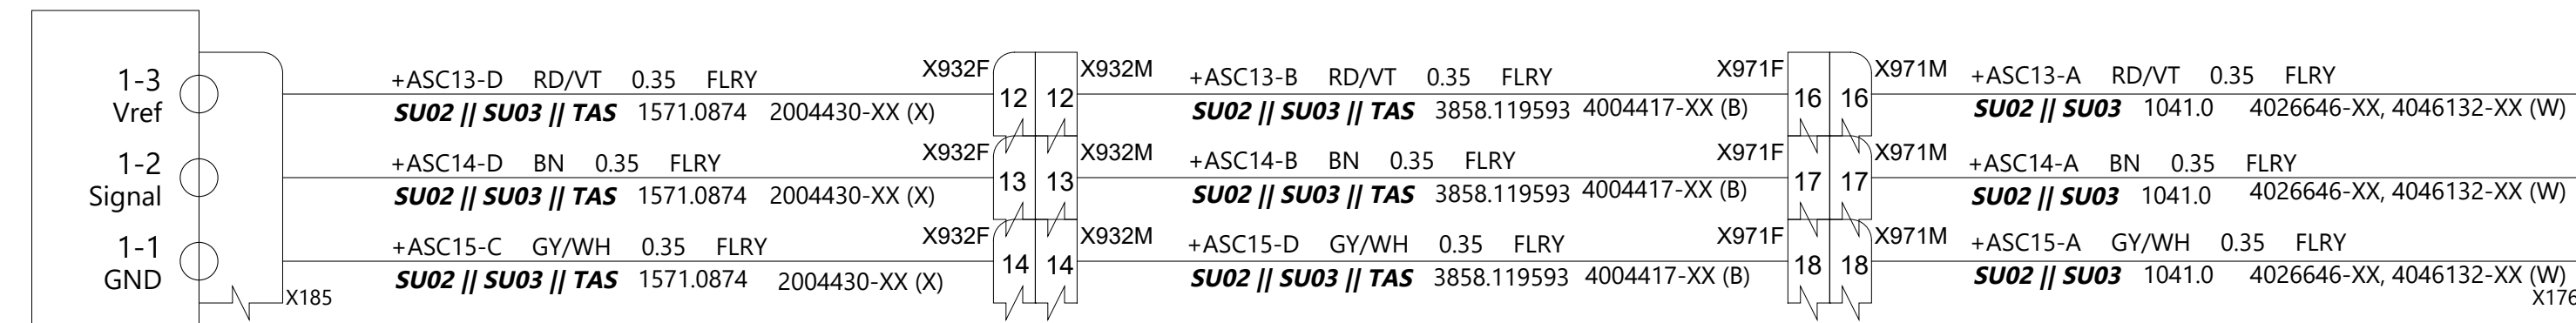 1-3
Vref
+ASC13-D RD/VT 0.35 FLRY
SU02 || SU03 || TAS 1571.0874 2004430-XX (X)
X932F
12 12
X932M
+ASC13-B RD/VT 0.35 FLRY
SU02 || SU03 || TAS 3858.119593 4004417-XX (B)
X971F
16 16
X971M
+ASC13-A RD/VT 0.35 FLRY
SU02 || SU03 1041.0 4026646-XX, 4046132-XX (W)
1-2
Signal
+ASC14-D BN 0.35 FLRY
SU02 || SU03 || TAS 1571.0874 2004430-XX (X)
X932F
13 13
X932M
+ASC14-B BN 0.35 FLRY
SU02 || SU03 || TAS 3858.119593 4004417-XX (B)
X971F
17 17
X971M
+ASC14-A BN 0.35 FLRY
SU02 || SU03 1041.0 4026646-XX, 4046132-XX (W)
1-1
GND
+ASC15-C GY/WH 0.35 FLRY
SU02 || SU03 || TAS 1571.0874 2004430-XX (X)
X932F
14 14
X932M
+ASC15-D GY/WH 0.35 FLRY
SU02 || SU03 || TAS 3858.119593 4004417-XX (B)
X971F
18 18
X971M
+ASC15-A GY/WH 0.35 FLRY
SU02 || SU03 1041.0 4026646-XX, 4046132-XX (W)
X185
X176